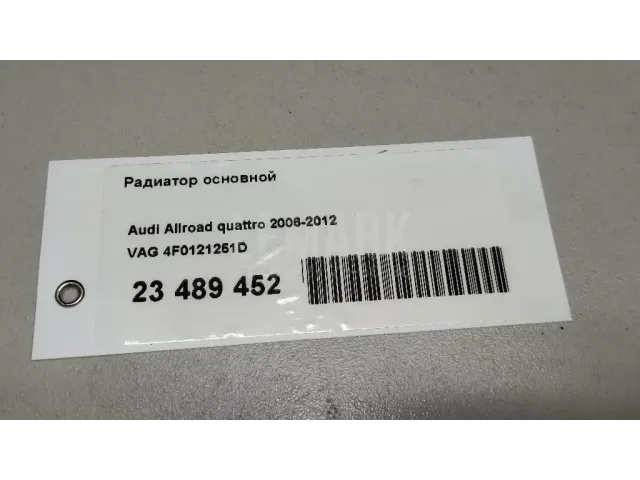 Радиатор основной
Audi Allroad quattro 2006-2012
VAG 4F0121251D
23 489 452